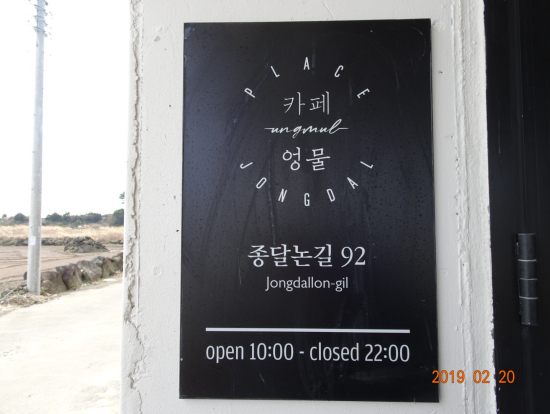 PLACE
카페
ungmul
엉물
JONGDAL
종달논길 92
Jongdallon-gil
open 10:00 - closed 22:00
2019 02 20